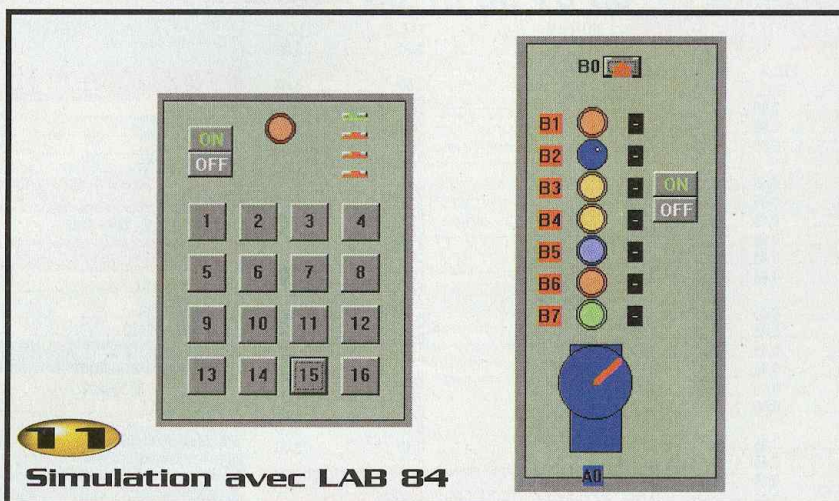 ON
OFF
1 2 3 4
5 6 7 8
9 10 11 12
13 14 15 16
B0
B1 -
B2 -
B3 -
B4 -
B5 -
B6 -
B7 -
ON
OFF
A0
11
Simulation avec LAB 84